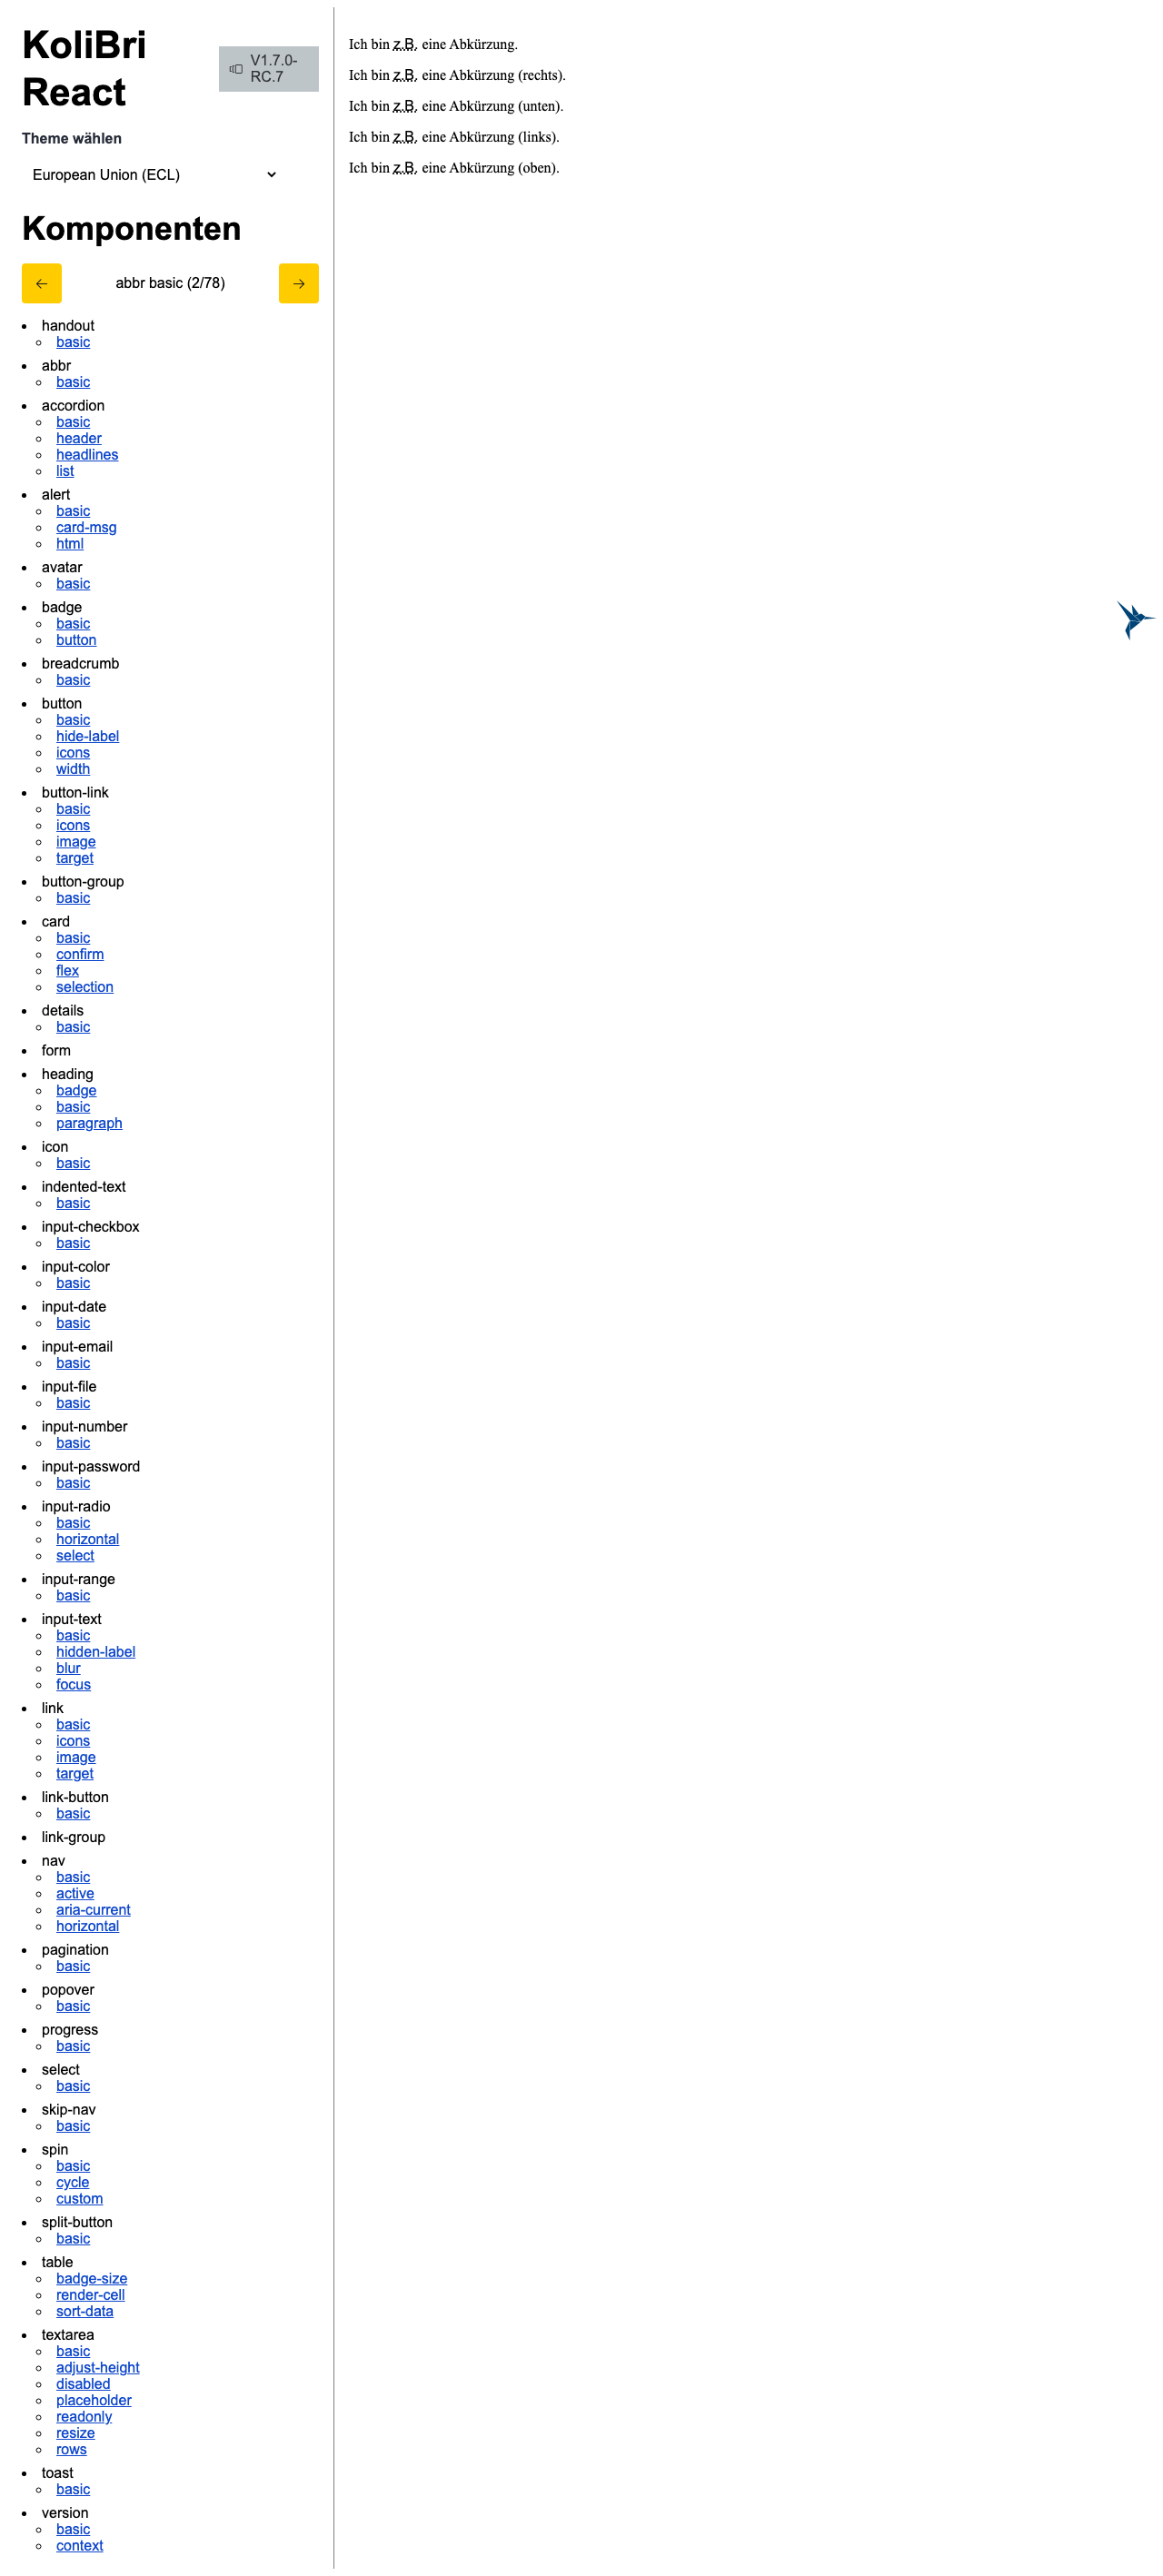 KoliBri
React
V1.7.0-
RC.7
Theme wählen
European Union (ECL)
Komponenten
abbr basic (2/78)
handout
basic
abbr
basic
accordion
basic
header
headlines
list
alert
basic
card-msg
html
avatar
basic
badge
basic
button
breadcrumb
basic
button
basic
hide-label
icons
width
button-link
basic
icons
image
target
button-group
basic
card
basic
confirm
flex
selection
details
basic
form
heading
badge
basic
paragraph
icon
basic
indented-text
basic
input-checkbox
basic
input-color
basic
input-date
basic
input-email
basic
input-file
basic
input-number
basic
input-password
basic
input-radio
basic
horizontal
select
input-range
basic
input-text
basic
hidden-label
blur
focus
link
basic
icons
image
target
link-button
basic
link-group
nav
basic
active
aria-current
horizontal
pagination
basic
popover
basic
progress
basic
select
basic
skip-nav
basic
spin
basic
cycle
custom
split-button
basic
table
badge-size
render-cell
sort-data
textarea
basic
adjust-height
disabled
placeholder
readonly
resize
rows
toast
basic
version
basic
context
Ich bin z.B. eine Abkürzung.
Ich bin z.B. eine Abkürzung (rechts).
Ich bin z.B. eine Abkürzung (unten).
Ich bin z.B. eine Abkürzung (links).
Ich bin z.B. eine Abkürzung (oben).